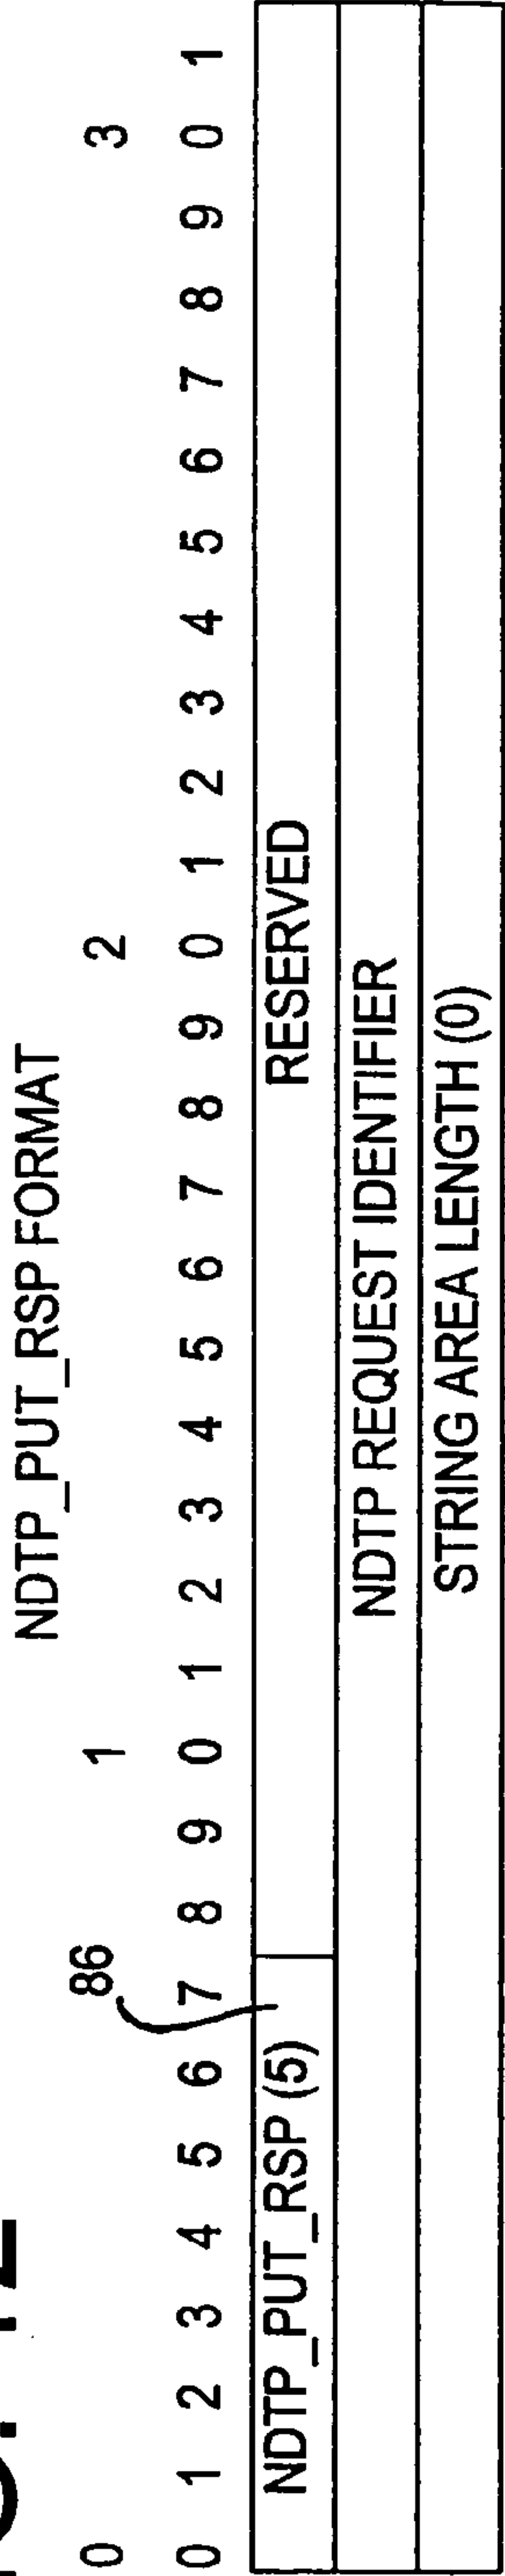 NDTP_PUT_RSP FORMAT
0 1 2 3
0 1 2 3 4 5 6 7 8 9 0 1 2 3 4 5 6 7 8 9 0 1 2 3 4 5 6 7 8 9 0 1
86
NDTP_PUT_RSP (5) RESERVED
NDTP REQUEST IDENTIFIER
STRING AREA LENGTH (0)